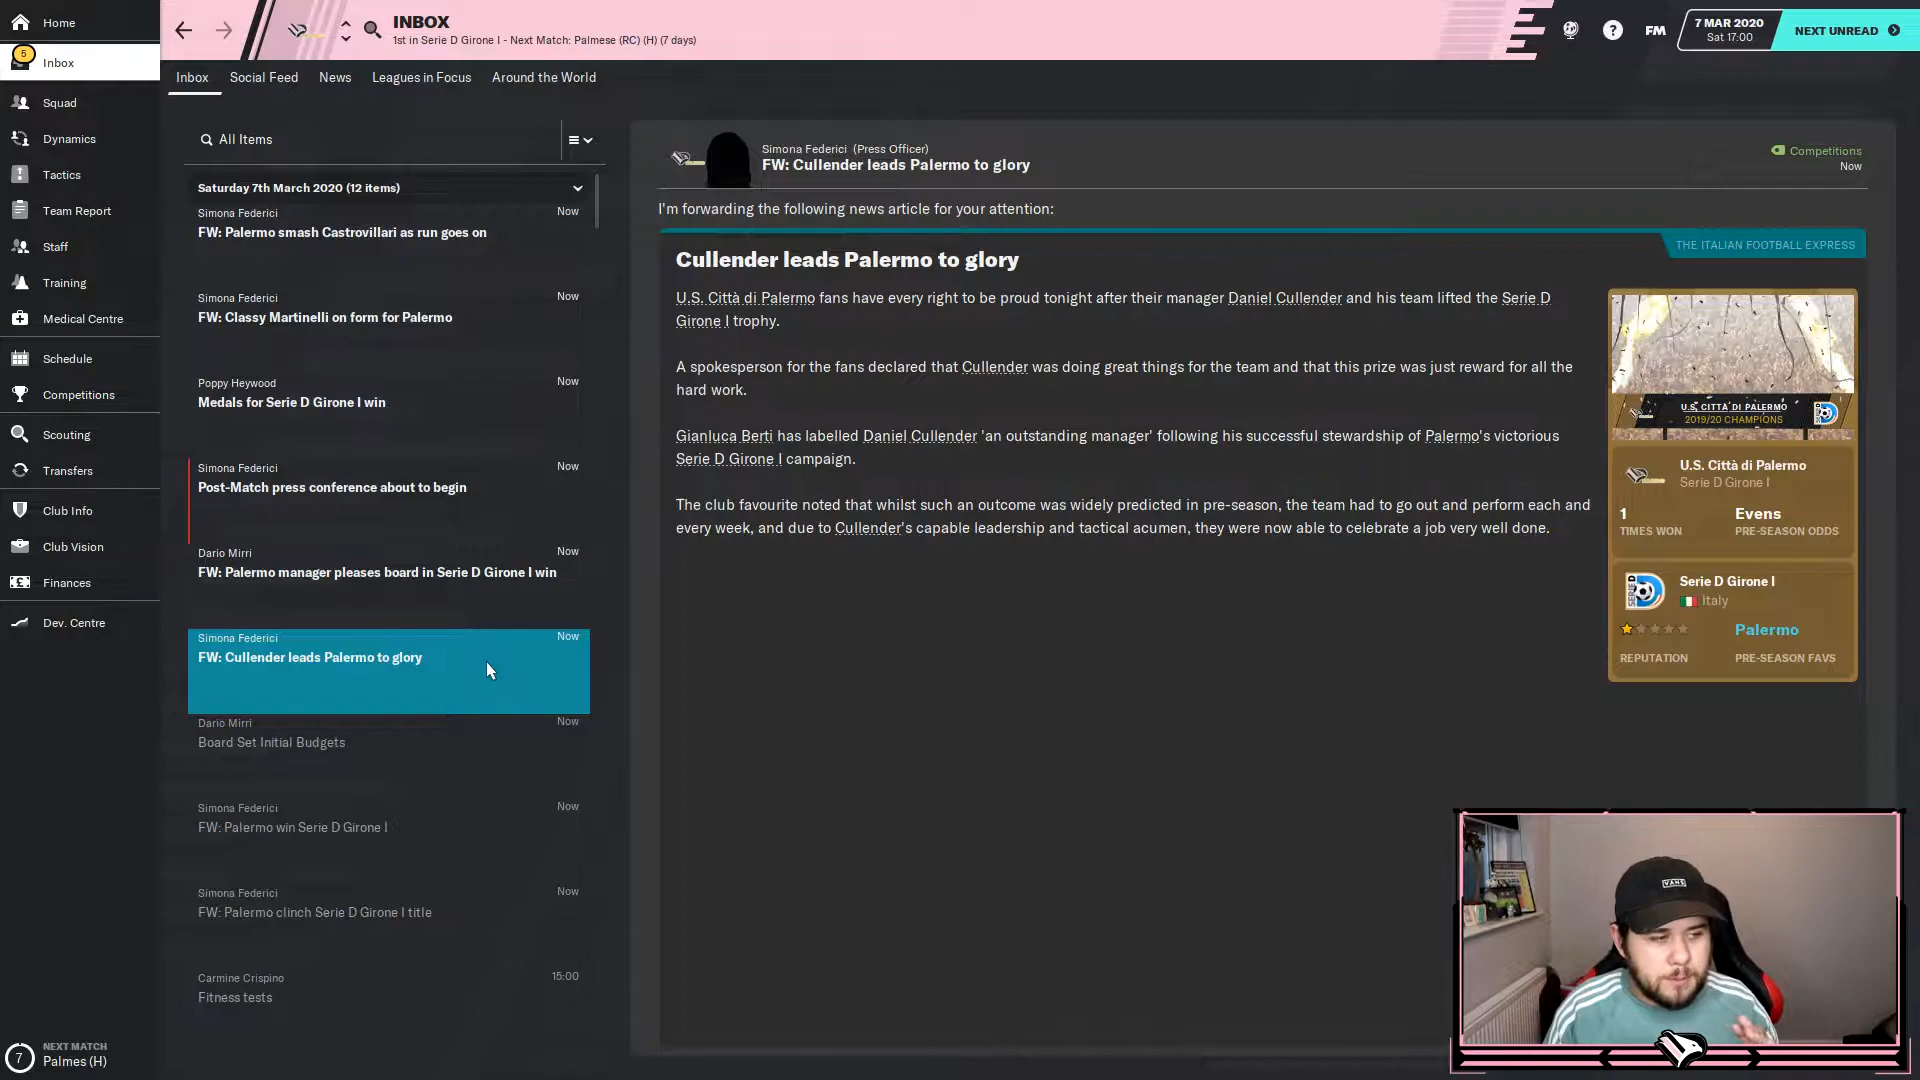 Home
INBOX
1st in Serie D Girone I - Next Match: Palmese (RC) (H) (7 days)
FM
7 MAR 2020
Sat 17:00
NEXT UNREAD
5
Inbox
Inbox
Social Feed
News
Leagues in Focus
Around the World
Squad
Dynamics
Tactics
Team Report
Staff
Training
Medical Centre
Schedule
Competitions
Scouting
Transfers
Club Info
Club Vision
Finances
Dev. Centre
7
NEXT MATCH
Palmes (H)
All Items
Saturday 7th March 2020 (12 items)
Simona Federici
Now
FW: Palermo smash Castrovillari as run goes on
Simona Federici
Now
FW: Classy Martinelli on form for Palermo
Poppy Heywood
Now
Medals for Serie D Girone I win
Simona Federici
Now
Post-Match press conference about to begin
Dario Mirri
Now
FW: Palermo manager pleases board in Serie D Girone I win
Simona Federici
Now
FW: Cullender leads Palermo to glory
Dario Mirri
Now
Board Set Initial Budgets
Simona Federici
Now
FW: Palermo win Serie D Girone I
Simona Federici
Now
FW: Palermo clinch Serie D Girone I title
Carmine Crispino
15:00
Fitness tests
Simona Federici (Press Officer)
FW: Cullender leads Palermo to glory
Competitions
Now
I'm forwarding the following news article for your attention:
THE ITALIAN FOOTBALL EXPRESS
Cullender leads Palermo to glory
U.S. Città di Palermo fans have every right to be proud tonight after their manager Daniel Cullender and his team lifted the Serie D
Girone I trophy.
A spokesperson for the fans declared that Cullender was doing great things for the team and that this prize was just reward for all the
hard work.
Gianluca Berti has labelled Daniel Cullender 'an outstanding manager' following his successful stewardship of Palermo's victorious
Serie D Girone I campaign.
The club favourite noted that whilst such an outcome was widely predicted in pre-season, the team had to go out and perform each and
every week, and due to Cullender's capable leadership and tactical acumen, they were now able to celebrate a job very well done.
U.S. CITTÀ DI PALERMO
2019/20 CHAMPIONS
U.S. Città di Palermo
Serie D Girone I
1
TIMES WON
Evens
PRE-SEASON ODDS
SERIE D
Serie D Girone I
Italy
REPUTATION
Palermo
PRE-SEASON FAVS
VANS